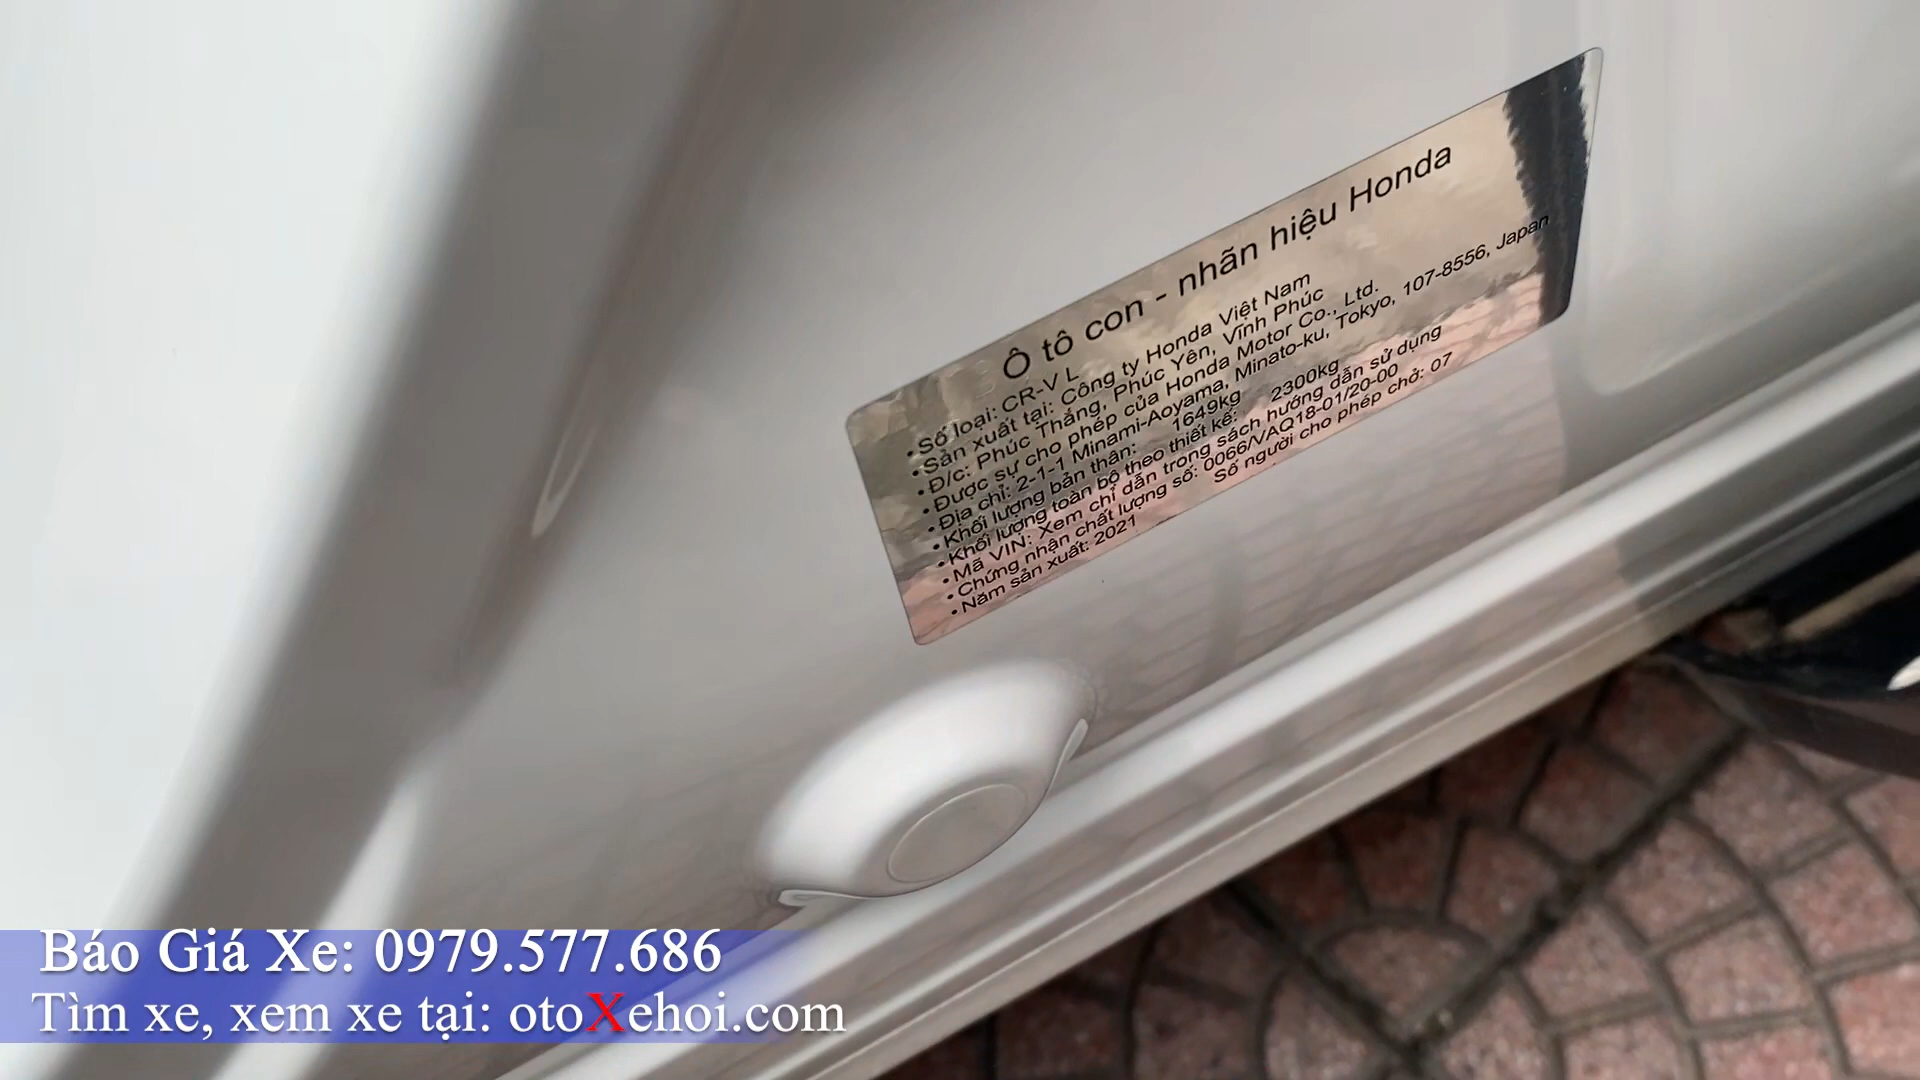 Ô tô con - nhãn hiệu Honda
• Số loại: CR-V L
• Sản xuất tại: Công ty Honda Việt Nam
• Đ/c: Phúc Thắng, Phúc Yên, Vĩnh Phúc
• Được sự cho phép của Honda Motor Co., Ltd.
• Địa chỉ: 2-1-1 Minami-Aoyama, Minato-ku, Tokyo, 107-8556, Japan
• Khối lượng bản thân: 1649kg
• Khối lượng toàn bộ theo thiết kế: 2300kg
• Mã VIN: Xem chỉ dẫn trong sách hướng dẫn sử dụng
• Chứng nhận chất lượng số: 0066/VAQ18-01/20-00
• Năm sản xuất: 2021 Số người cho phép chở: 07
Báo Giá Xe: 0979.577.686
Tìm xe, xem xe tại: otoXehoi.com